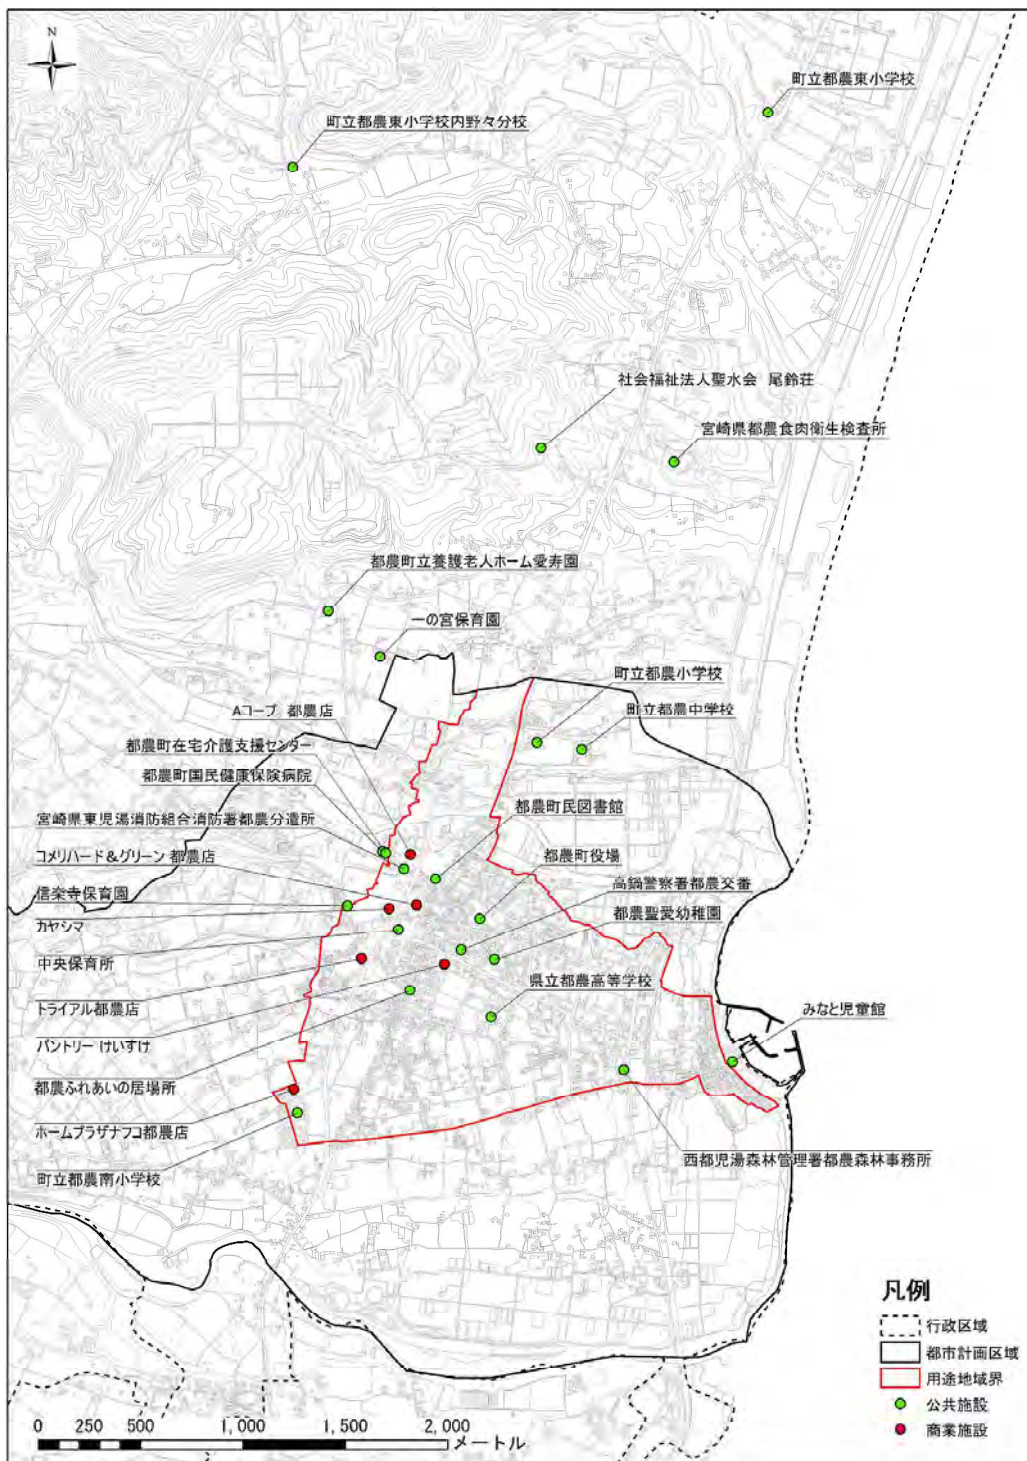 N
町立都農東小学校
町立都農東小学校内野々分校
社会福祉法人聖水会 尾鈴荘
宮崎県都農食肉衛生検査所
都農町立養護老人ホーム愛寿園
一の宮保育園
町立都農小学校
Aコープ 都農店
町立都農中学校
都農町在宅介護支援センター
都農町国民健康保険病院
都農町民図書館
宮崎県東児湯消防組合消防署都農分遣所
コメリハード&グリーン 都農店
都農町役場
高鍋警察署都農交番
信楽寺保育園
都農聖愛幼稚園
カヤシマ
中央保育所
県立都農高等学校
トライアル都農店
みなと児童館
パントリー けいすけ
都農ふれあいの居場所
ホームプラザナフコ都農店
西都児湯森林管理署都農森林事務所
町立都農南小学校
凡例
行政区域
都市計画区域
用途地域界
公共施設
商業施設
0 250 500 1,000 1,500 2,000
メートル